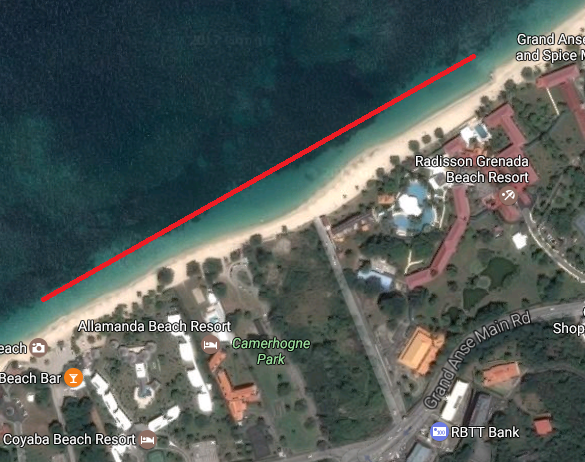 Grand Anse
and Spice M
Radisson Grenada
Beach Resort
Allamanda Beach Resort
each
Camerhogne
Park
Beach Bar
Grand Anse Main Rd
Shop
Coyaba Beach Resort
RBTT Bank